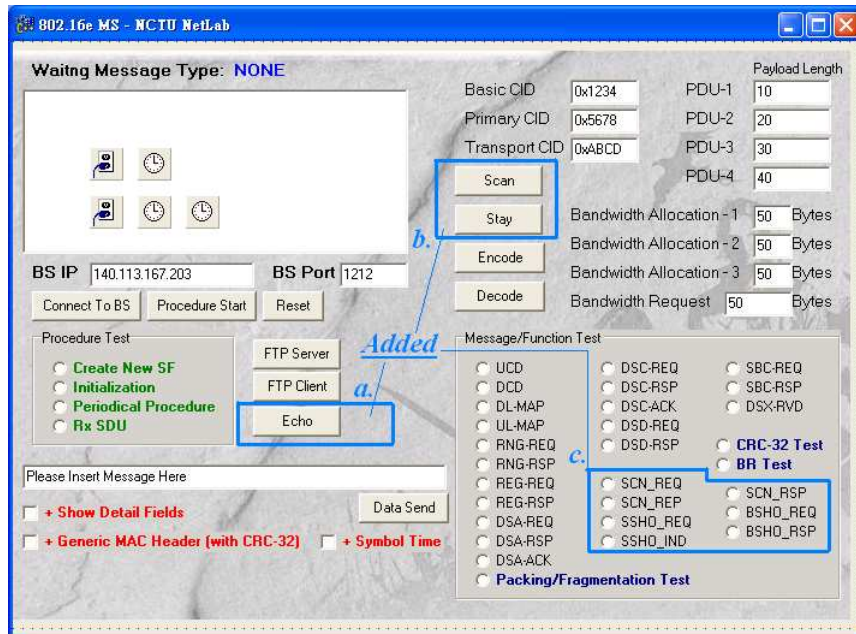 802.16e MS - NCTU NetLab
Waitng Message Type: NONE
Payload Length
Basic CID 0x1234 PDU-1 10
Primary CID 0x5678 PDU-2 20
Transport CID 0xABCD PDU-3 30
PDU-4 40
Scan
Stay
b.
Encode
Decode
Bandwidth Allocation - 1 50 Bytes
Bandwidth Allocation - 2 50 Bytes
Bandwidth Allocation - 3 50 Bytes
Bandwidth Request 50 Bytes
BS IP 140.113.167.203 BS Port 1212
Connect To BS Procedure Start Reset
Procedure Test
Create New SF
Initialization
Periodical Procedure
Rx SDU
FTP Server
FTP Client
Echo
Added
a.
Please Insert Message Here
+ Show Detail Fields
Data Send
+ Generic MAC Header (with CRC-32) + Symbol Time
Message/Function Test
UCD
DCD
DL-MAP
UL-MAP
RNG-REQ
RNG-RSP
REG-REQ
REG-RSP
DSA-REQ
DSA-RSP
DSA-ACK
Packing/Fragmentation Test
DSC-REQ
DSC-RSP
DSC-ACK
DSD-REQ
DSD-RSP
c.
SCN_REQ
SCN_REP
SSHO_REQ
SSHO_IND
SBC-REQ
SBC-RSP
DSX-RVD
CRC-32 Test
BR Test
SCN_RSP
BSHO_REQ
BSHO_RSP